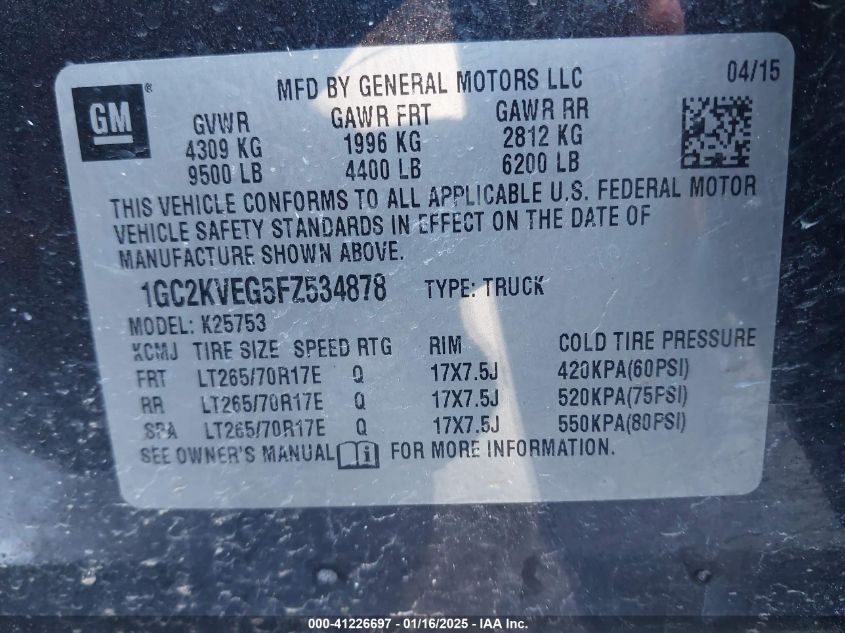 MFD BY GENERAL MOTORS LLC 04/15
GM ®
GVWR GAWR FRT GAWR RR
4309 KG 1996 KG 2812 KG
9500 LB 4400 LB 6200 LB
THIS VEHICLE CONFORMS TO ALL APPLICABLE U.S. FEDERAL MOTOR
VEHICLE SAFETY STANDARDS IN EFFECT ON THE DATE OF
MANUFACTURE SHOWN ABOVE.
1GC2KVEG5FZ534878 TYPE: TRUCK
MODEL: K25753
KCMJ TIRE SIZE SPEED RTG RIM COLD TIRE PRESSURE
FRT LT265/70R17E Q 17X7.5J 420KPA(60PSI)
RR LT265/70R17E Q 17X7.5J 520KPA(75PSI)
SPA LT265/70R17E Q 17X7.5J 550KPA(80PSI)
SEE OWNER'S MANUAL FOR MORE INFORMATION.
000-41226697 - 01/16/2025 - IAA Inc.